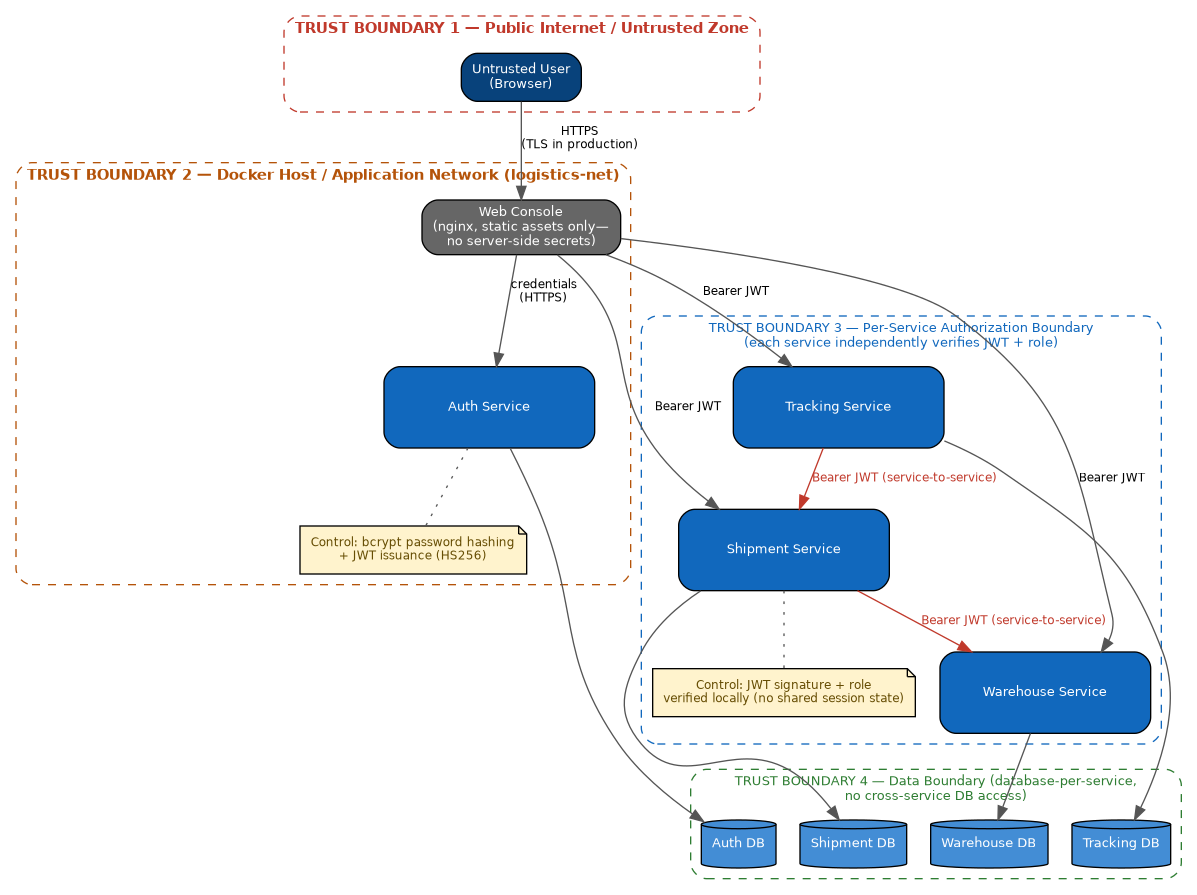 TRUST BOUNDARY 1 — Public Internet / Untrusted Zone
Untrusted User
(Browser)
HTTPS
(TLS in production)
TRUST BOUNDARY 2 — Docker Host / Application Network (logistics-net)
Web Console
(nginx, static assets only—
no server-side secrets)
credentials
(HTTPS)
Bearer JWT
TRUST BOUNDARY 3 — Per-Service Authorization Boundary
(each service independently verifies JWT + role)
Auth Service
Bearer JWT
Tracking Service
Bearer JWT (service-to-service)
Bearer JWT
Control: bcrypt password hashing
+ JWT issuance (HS256)
Shipment Service
Bearer JWT (service-to-service)
Control: JWT signature + role
verified locally (no shared session state)
Warehouse Service
TRUST BOUNDARY 4 — Data Boundary (database-per-service,
no cross-service DB access)
Auth DB
Shipment DB
Warehouse DB
Tracking DB